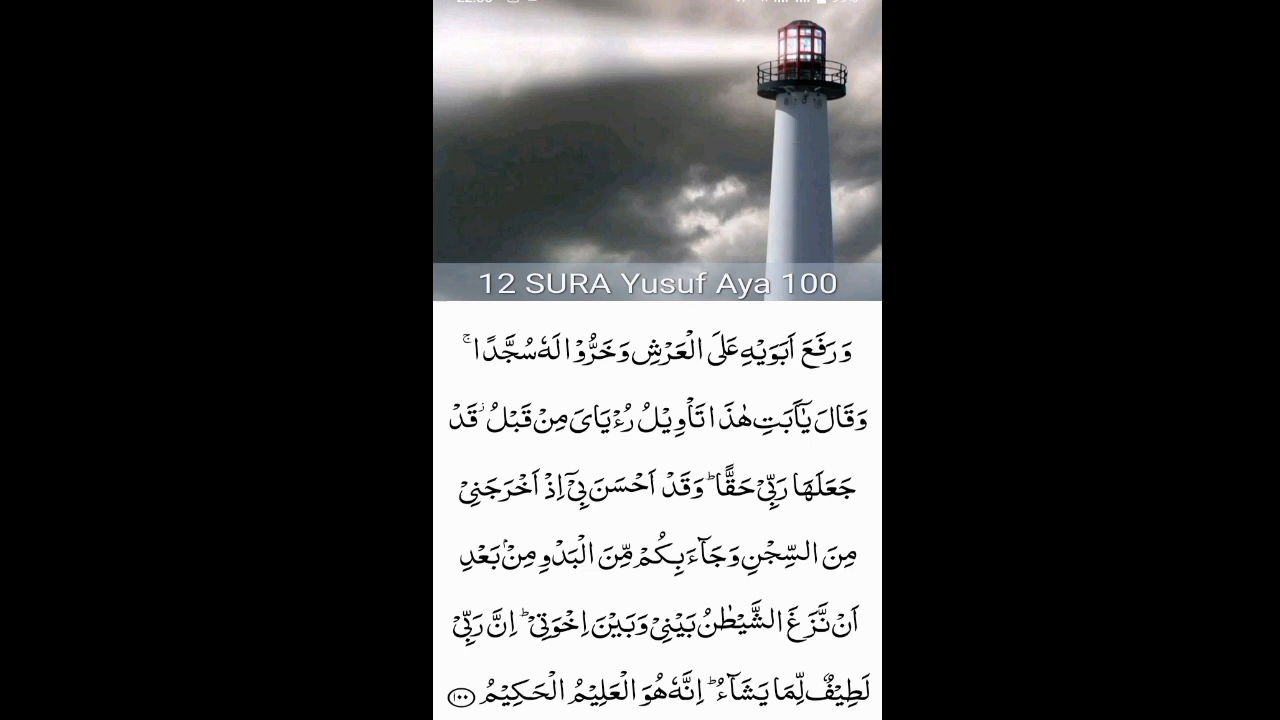 12 SURA Yusuf Aya 100
وَ رَفَعَ اَبَوَيْهِ عَلَى الْعَرْشِ وَخَرُّوْا لَهٗ سُجَّدًا ۚ
وَقَالَ يٰۤاَبَتِ هٰذَا تَاْوِيْلُ رُءْيَاىَ مِنْ قَبْلُ ؗ قَدْ
جَعَلَهَا رَبِّىْ حَقًّا ؕ وَقَدْ اَحْسَنَ بِىْۤ اِذْ اَخْرَجَنِىْ
مِنَ السِّجْنِ وَجَآءَ بِكُمْ مِّنَ الْبَدْوِ مِنْۢ بَعْدِ
اَنْ نَّزَغَ الشَّيْطٰنُ بَيْنِىْ وَبَيْنَ اِخْوَتِىْ ؕ اِنَّ رَبِّىْ
لَطِيْفٌ لِّمَا يَشَآءُ ؕ اِنَّهٗ هُوَ الْعَلِيْمُ الْحَكِيْمُ ۝۱۰۰